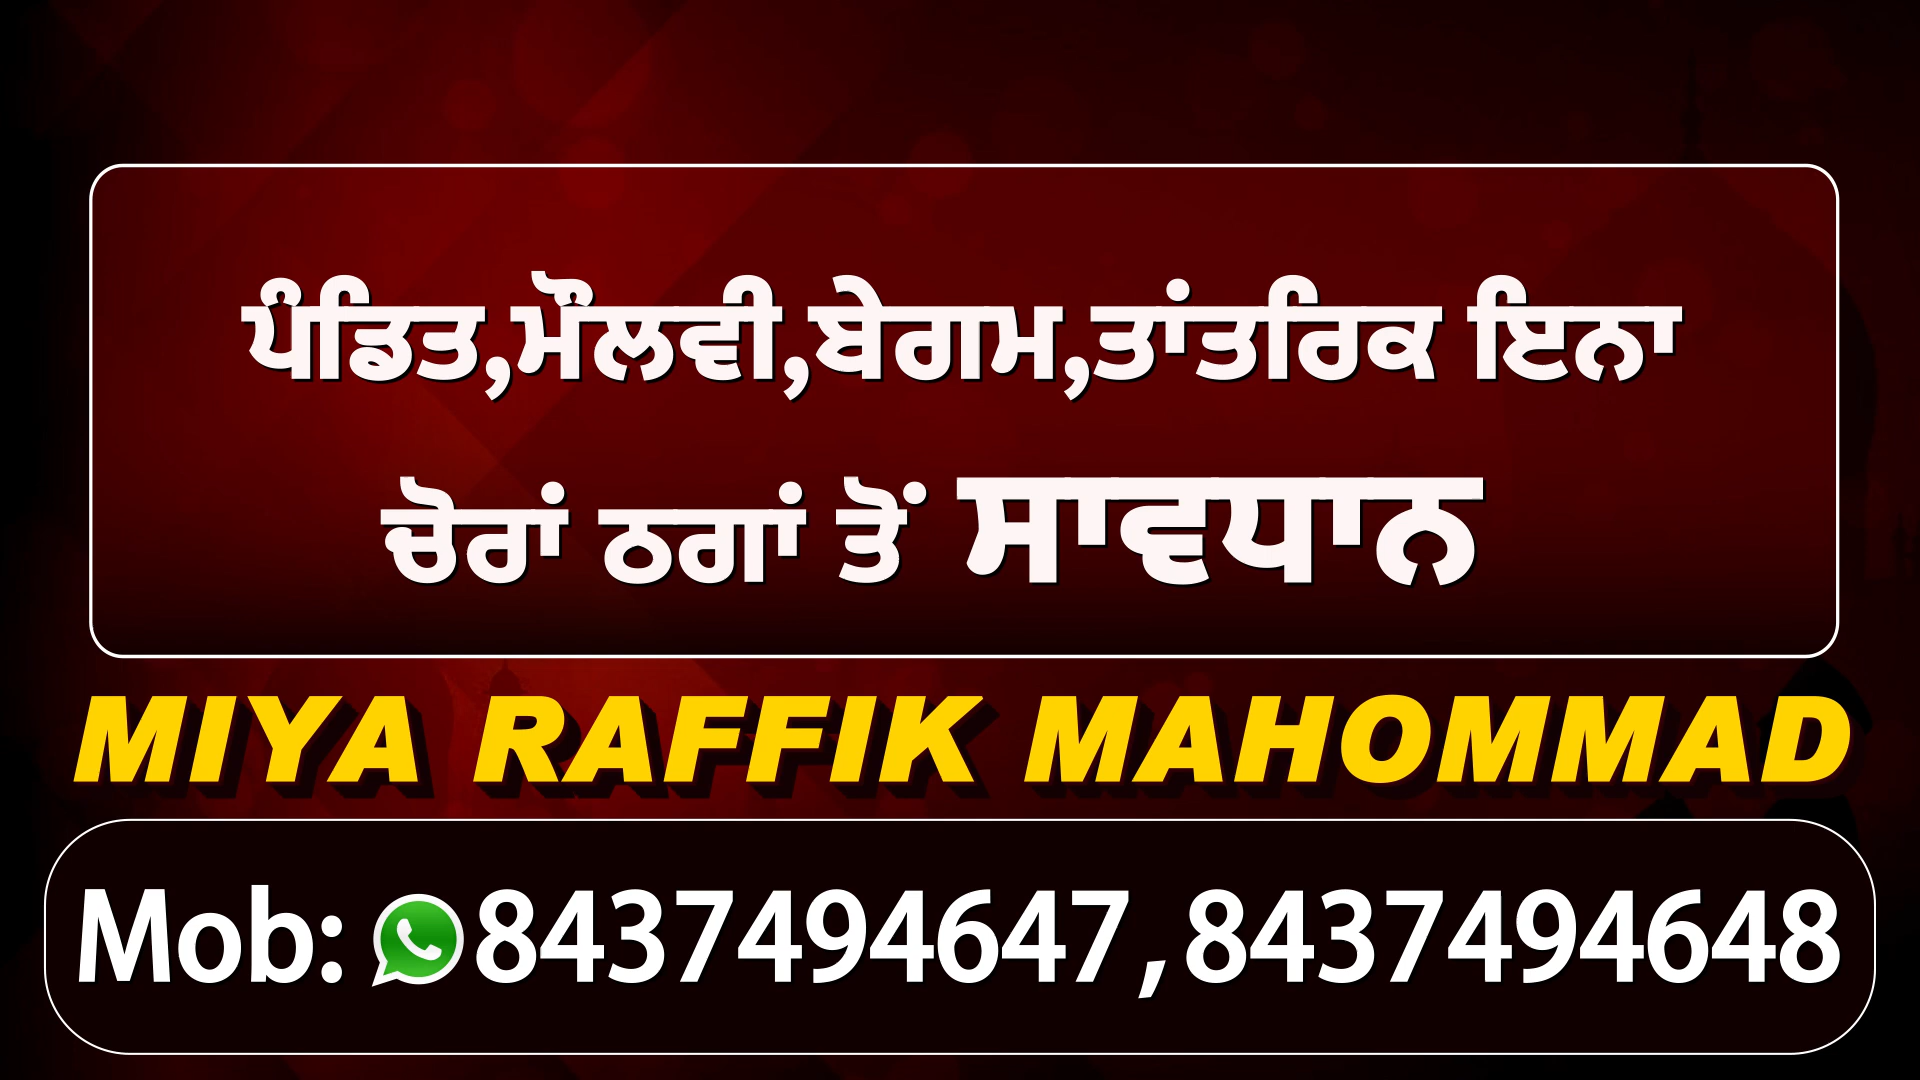 ਪੰਡਿਤ,ਮੌਲਵੀ,ਬੇਗਮ,ਤਾਂਤਰਿਕ ਇਨਾ
ਚੋਰਾਂ ਠਗਾਂ ਤੋਂ ਸਾਵਧਾਨ
MIYA RAFFIK MAHOMMAD
Mob: 8437494647, 8437494648